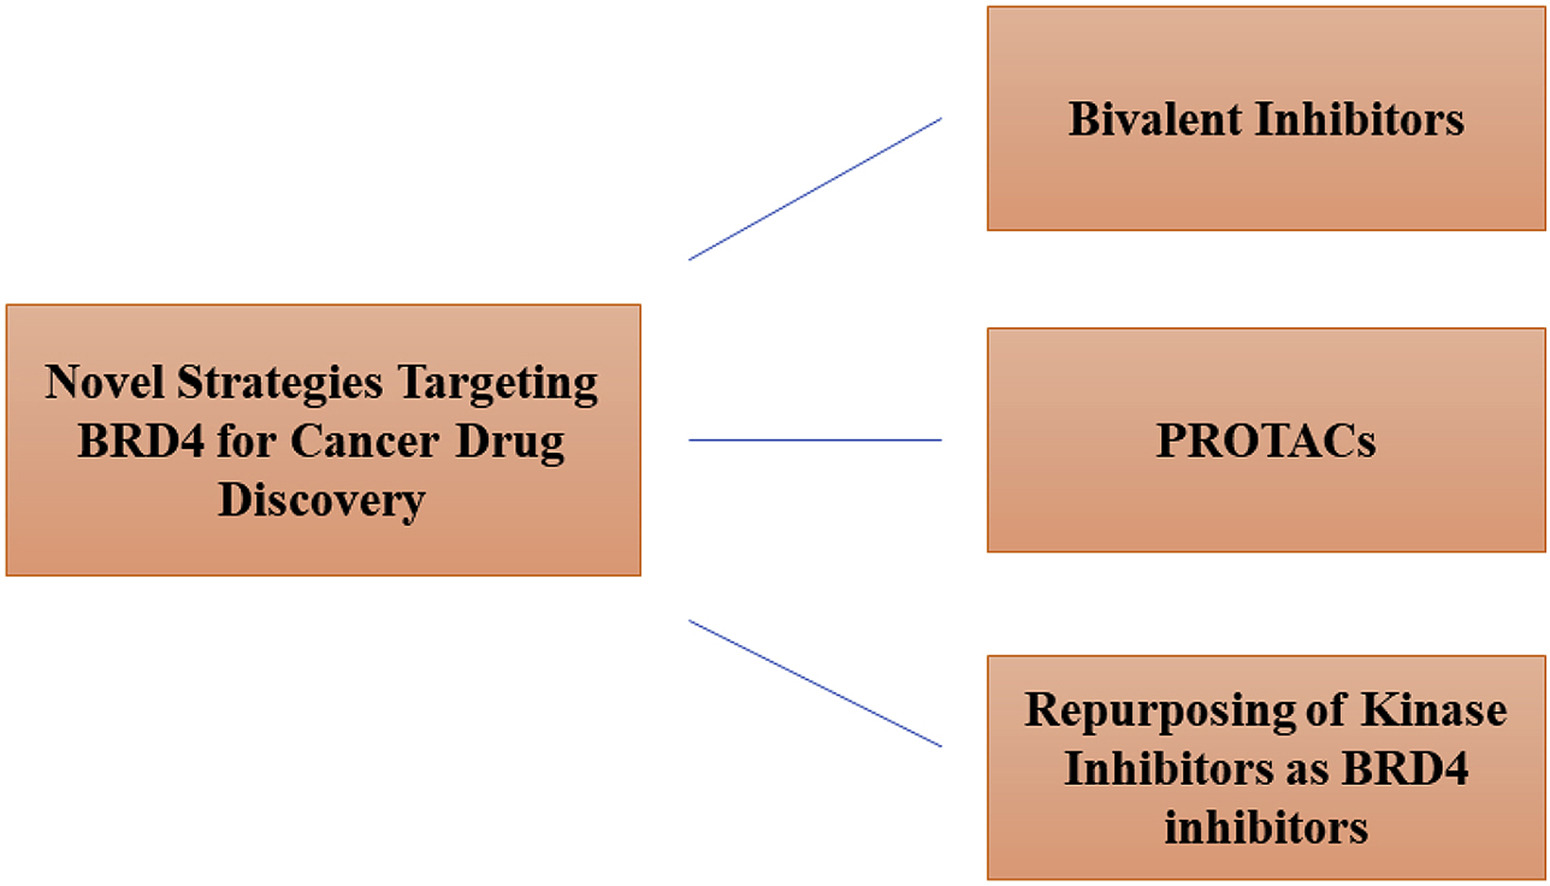 Bivalent Inhibitors
Novel Strategies Targeting
BRD4 for Cancer Drug
Discovery
PROTACs
Repurposing of Kinase
Inhibitors as BRD4
inhibitors